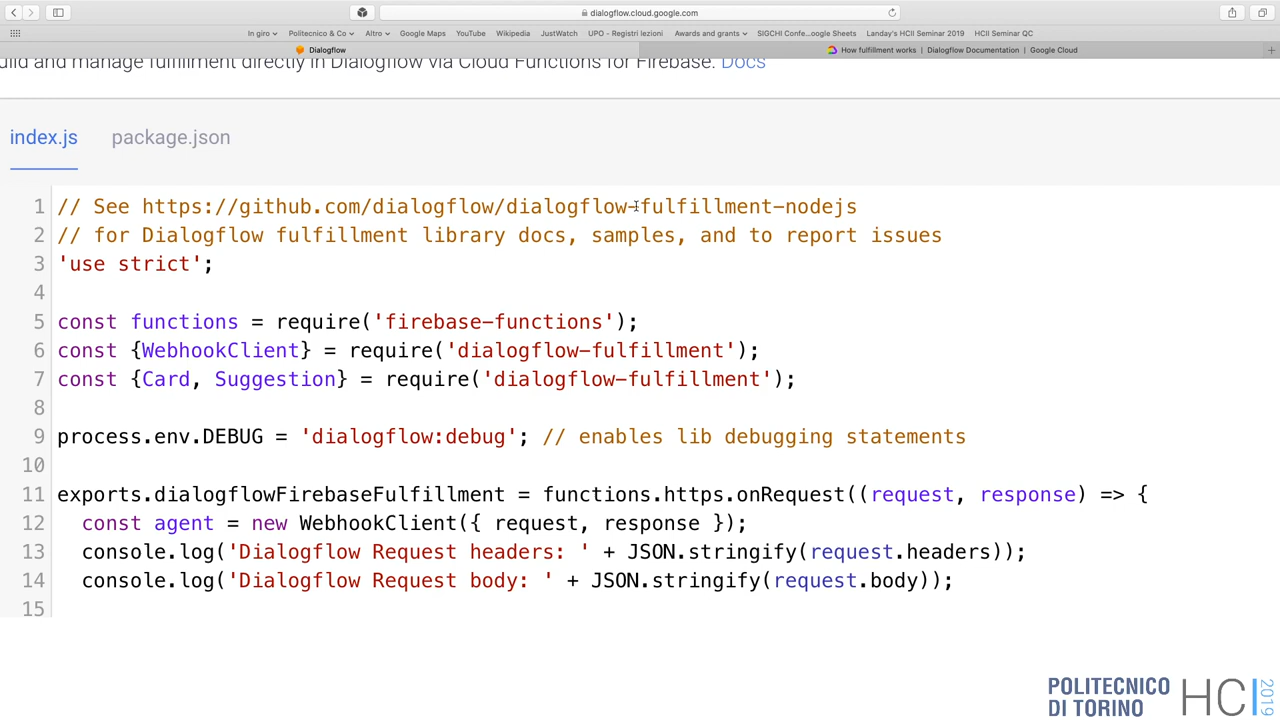 dialogflow.cloud.google.com
In giro Politecnico & Co Altro Google Maps YouTube Wikipedia JustWatch UPO - Registri lezioni Awards and grants SIGCHI Confe...oogle Sheets Landay's HCII Seminar 2019 HCII Seminar QC
Dialogflow
How fulfillment works | Dialogflow Documentation | Google Cloud
uild and manage fulfillment directly in Dialogflow via Cloud Functions for Firebase. Docs
index.js package.json
1 // See https://github.com/dialogflow/dialogflow-fulfillment-nodejs
2 // for Dialogflow fulfillment library docs, samples, and to report issues
3 'use strict';
4
5 const functions = require('firebase-functions');
6 const {WebhookClient} = require('dialogflow-fulfillment');
7 const {Card, Suggestion} = require('dialogflow-fulfillment');
8
9 process.env.DEBUG = 'dialogflow:debug'; // enables lib debugging statements
10
11 exports.dialogflowFirebaseFulfillment = functions.https.onRequest((request, response) => {
12 const agent = new WebhookClient({ request, response });
13 console.log('Dialogflow Request headers: ' + JSON.stringify(request.headers));
14 console.log('Dialogflow Request body: ' + JSON.stringify(request.body));
15
POLITECNICO
DI TORINO
HCI
2019